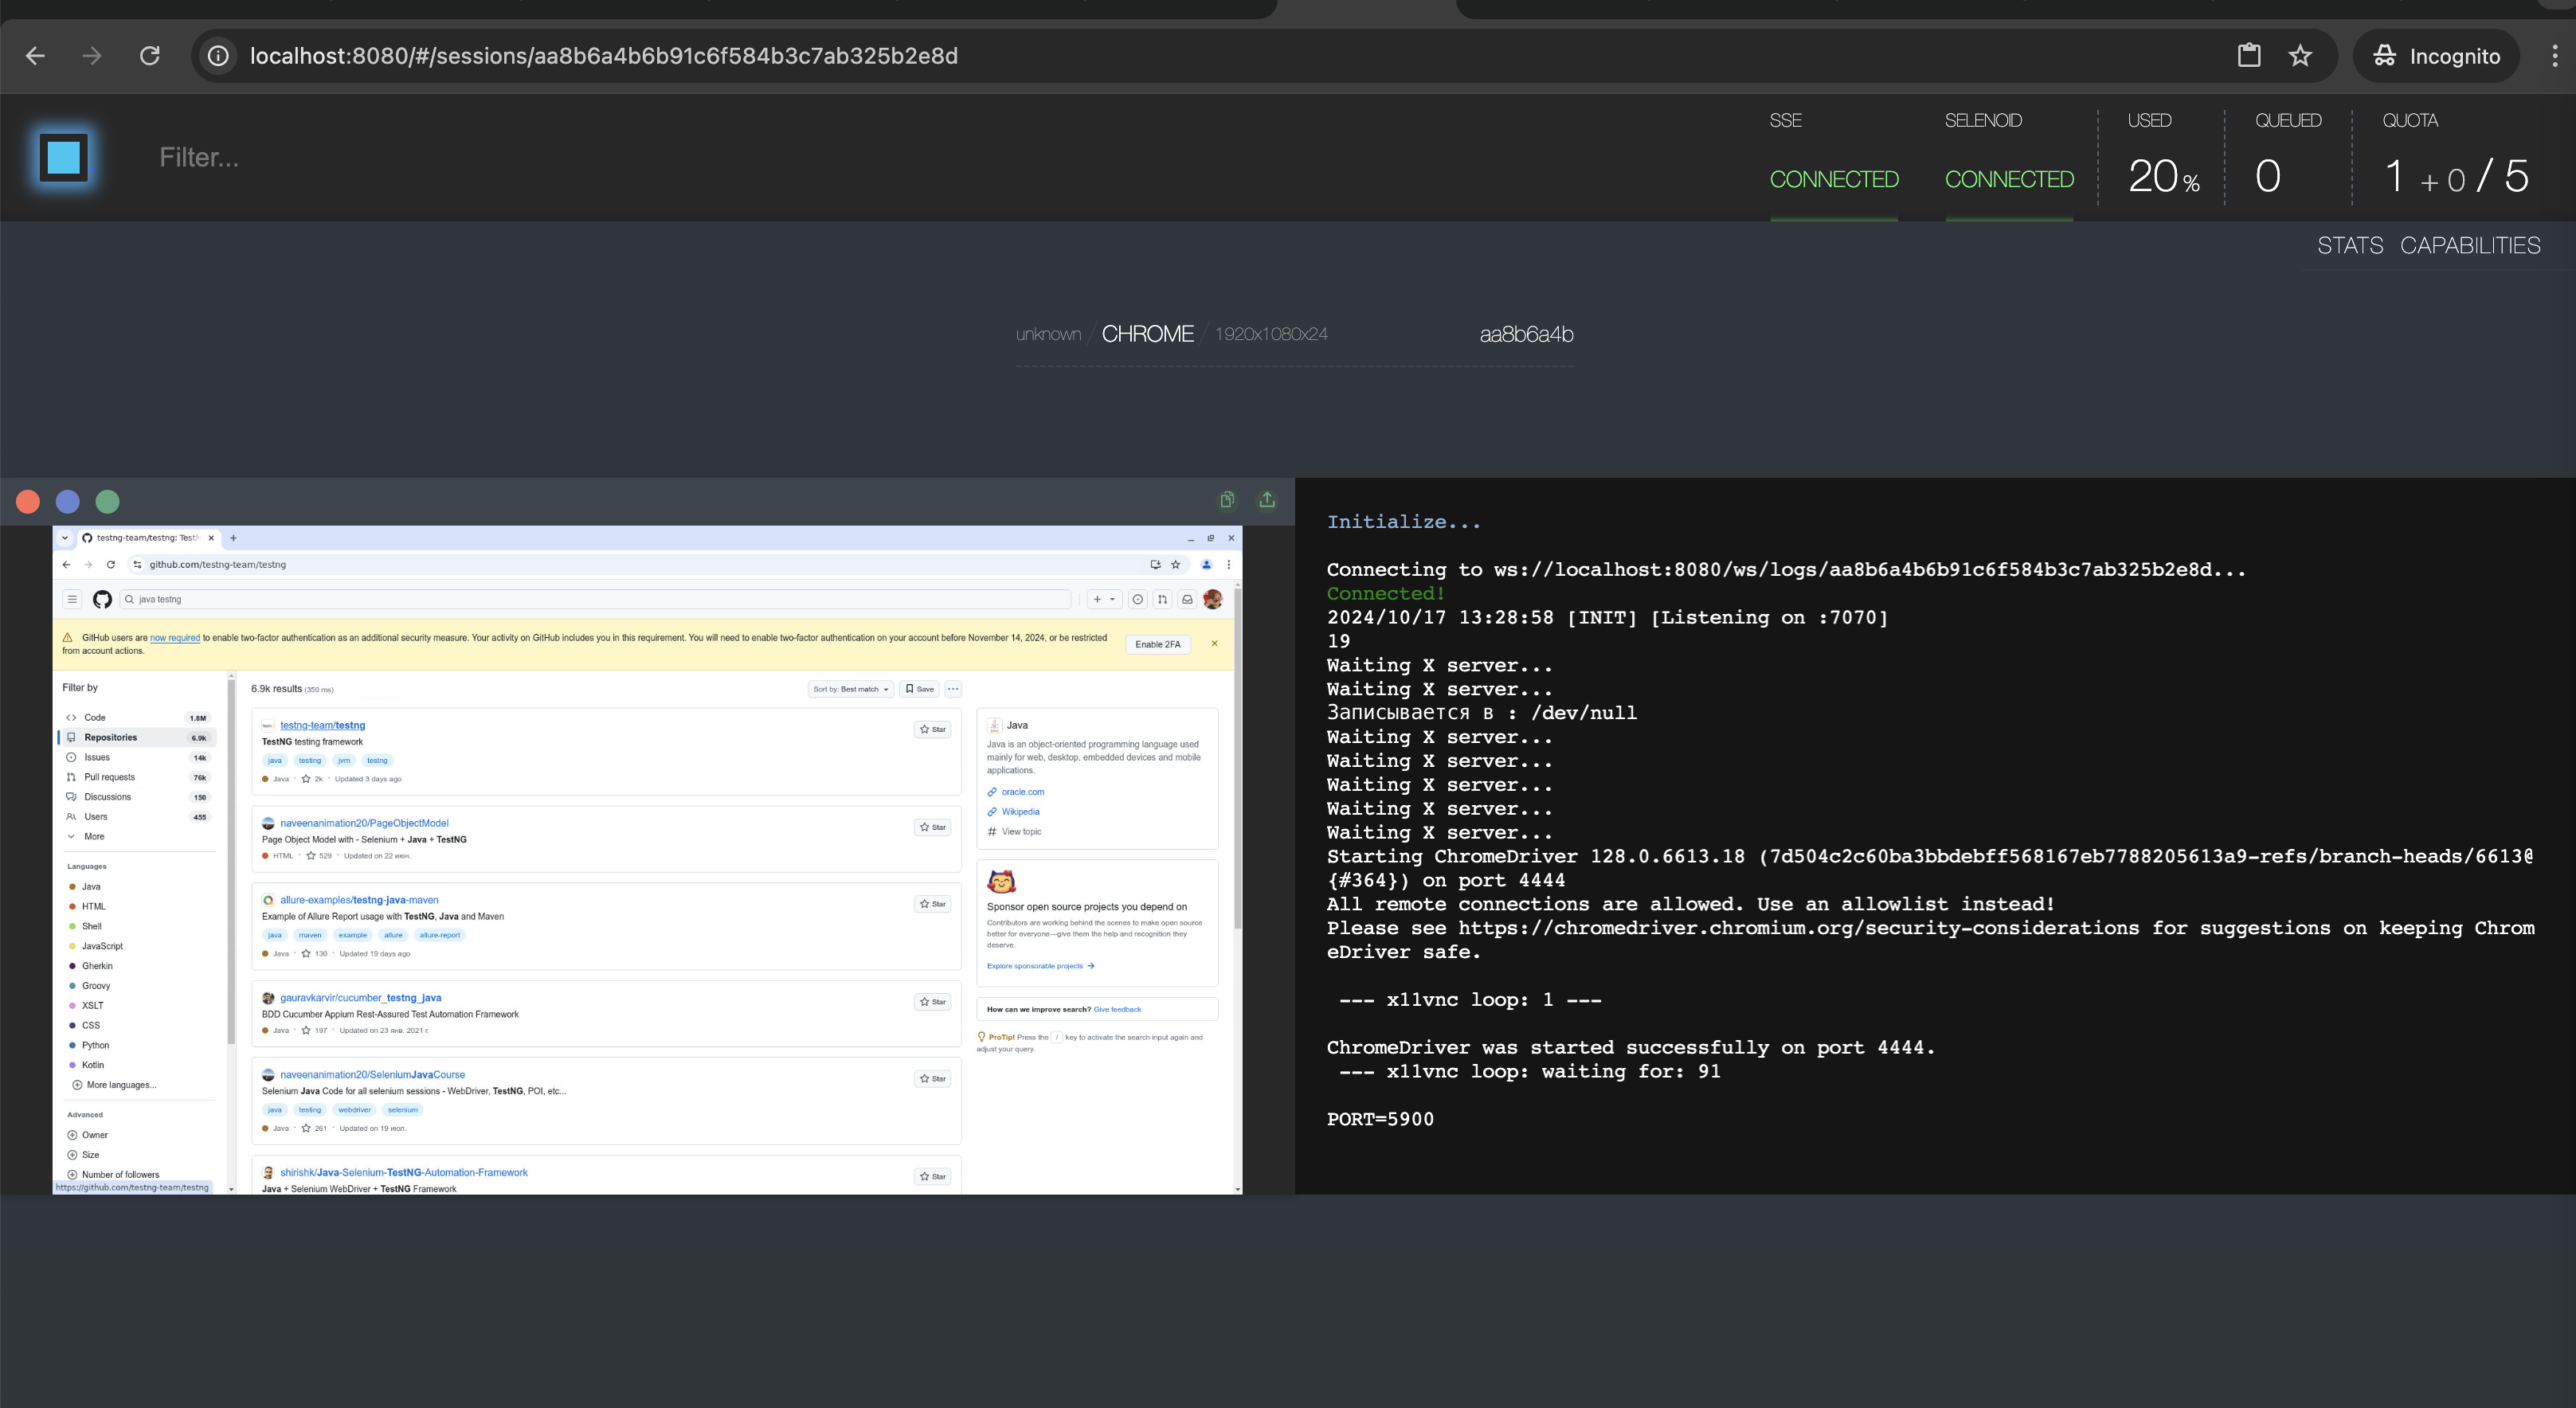 localhost:8080/#/sessions/aa8b6a4b6b91c6f584b3c7ab325b2e8d
Incognito
Filter...
SSE
CONNECTED
SELENOID
CONNECTED
USED
20 %
QUEUED
0
QUOTA
1 + 0 / 5
STATS CAPABILITIES
unknown / CHROME / 1920x1080x24 aa8b6a4b
testng-team/testng: Test
github.com/testng-team/testng
java testng
GitHub users are now required to enable two-factor authentication as an additional security measure. Your activity on GitHub includes you in this requirement. You will need to enable two-factor authentication on your account before November 14, 2024, or be restricted
from account actions.
Enable 2FA
Filter by
Code 1.8M
Repositories 6.9k
Issues 14k
Pull requests 76k
Discussions 150
Users 455
More
Languages
Java
HTML
Shell
JavaScript
Gherkin
Groovy
XSLT
CSS
Python
Kotlin
More languages...
Advanced
Owner
Size
Number of followers
https://github.com/testng-team/testng
6.9k results (350 ms)
Sort by: Best match
Save
testng-team/testng
Star
TestNG testing framework
java testing jvm testng
Java · 2k · Updated 3 days ago
naveenanimation20/PageObjectModel
Star
Page Object Model with - Selenium + Java + TestNG
HTML · 529 · Updated on 22 июн.
allure-examples/testng-java-maven
Star
Example of Allure Report usage with TestNG, Java and Maven
java maven example allure allure-report
Java · 130 · Updated 19 days ago
gauravkarvir/cucumber_testng_java
Star
BDD Cucumber Appium Rest-Assured Test Automation Framework
Java · 197 · Updated on 23 янв. 2021 г.
naveenanimation20/SeleniumJavaCourse
Star
Selenium Java Code for all selenium sessions - WebDriver, TestNG, POI, etc...
java testing webdriver selenium
Java · 261 · Updated on 19 июл.
shirishk/Java-Selenium-TestNG-Automation-Framework
Star
Java + Selenium WebDriver + TestNG Framework
Java
Java is an object-oriented programming language used
mainly for web, desktop, embedded devices and mobile
applications.
oracle.com
Wikipedia
# View topic
Sponsor open source projects you depend on
Contributors are working behind the scenes to make open source
better for everyone—give them the help and recognition they
deserve.
Explore sponsorable projects →
How can we improve search? Give feedback
ProTip! Press the / key to activate the search input again and
adjust your query.
Initialize...
Connecting to ws://localhost:8080/ws/logs/aa8b6a4b6b91c6f584b3c7ab325b2e8d...
Connected!
2024/10/17 13:28:58 [INIT] [Listening on :7070]
19
Waiting X server...
Waiting X server...
Записывается в : /dev/null
Waiting X server...
Waiting X server...
Waiting X server...
Waiting X server...
Waiting X server...
Starting ChromeDriver 128.0.6613.18 (7d504c2c60ba3bbdebff568167eb7788205613a9-refs/branch-heads/6613@
{#364}) on port 4444
All remote connections are allowed. Use an allowlist instead!
Please see https://chromedriver.chromium.org/security-considerations for suggestions on keeping Chrom
eDriver safe.
--- x11vnc loop: 1 ---
ChromeDriver was started successfully on port 4444.
--- x11vnc loop: waiting for: 91
PORT=5900